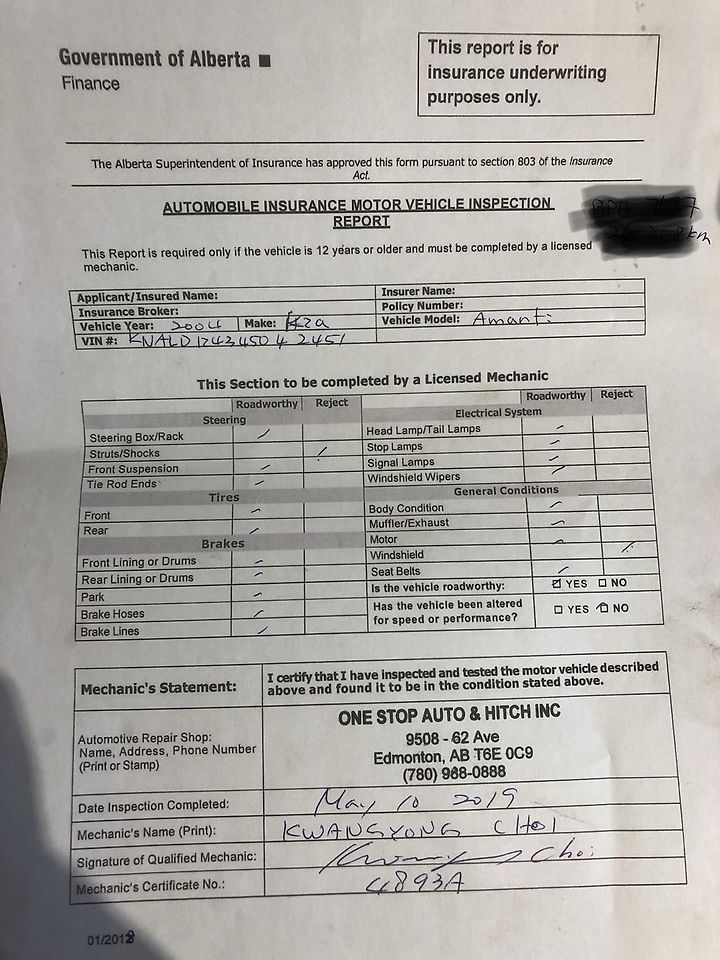 Government of Alberta
Finance
This report is for
insurance underwriting
purposes only.
The Alberta Superintendent of Insurance has approved this form pursuant to section 803 of the Insurance
Act.
AUTOMOBILE INSURANCE MOTOR VEHICLE INSPECTION
REPORT
km
This Report is required only if the vehicle is 12 years or older and must be completed by a licensed
mechanic.
Applicant/Insured Name: Insurer Name:
Insurance Broker: Policy Number:
Vehicle Year: 2004 Make: Kia Vehicle Model: Amanti
VIN #:
This Section to be completed by a Licensed Mechanic
Roadworthy Reject Roadworthy Reject
Steering Electrical System
Steering Box/Rack Head Lamp/Tail Lamps
Struts/Shocks Stop Lamps
Front Suspension Signal Lamps
Tie Rod Ends Windshield Wipers
Tires General Conditions
Front Body Condition
Rear Muffler/Exhaust
Brakes Motor
Front Lining or Drums Windshield
Rear Lining or Drums Seat Belts
Park Is the vehicle roadworthy: YES NO
Brake Hoses Has the vehicle been altered
Brake Lines for speed or performance? YES NO
Mechanic's Statement: I certify that I have inspected and tested the motor vehicle described
above and found it to be in the condition stated above.
Automotive Repair Shop:
Name, Address, Phone Number
(Print or Stamp)
ONE STOP AUTO & HITCH INC
9508 - 62 Ave
Edmonton, AB T6E 0C9
(780) 988-0888
Date Inspection Completed: May 10 2019
Mechanic's Name (Print): KWANGYONG CHOI
Signature of Qualified Mechanic: Choi
Mechanic's Certificate No.: 4893A